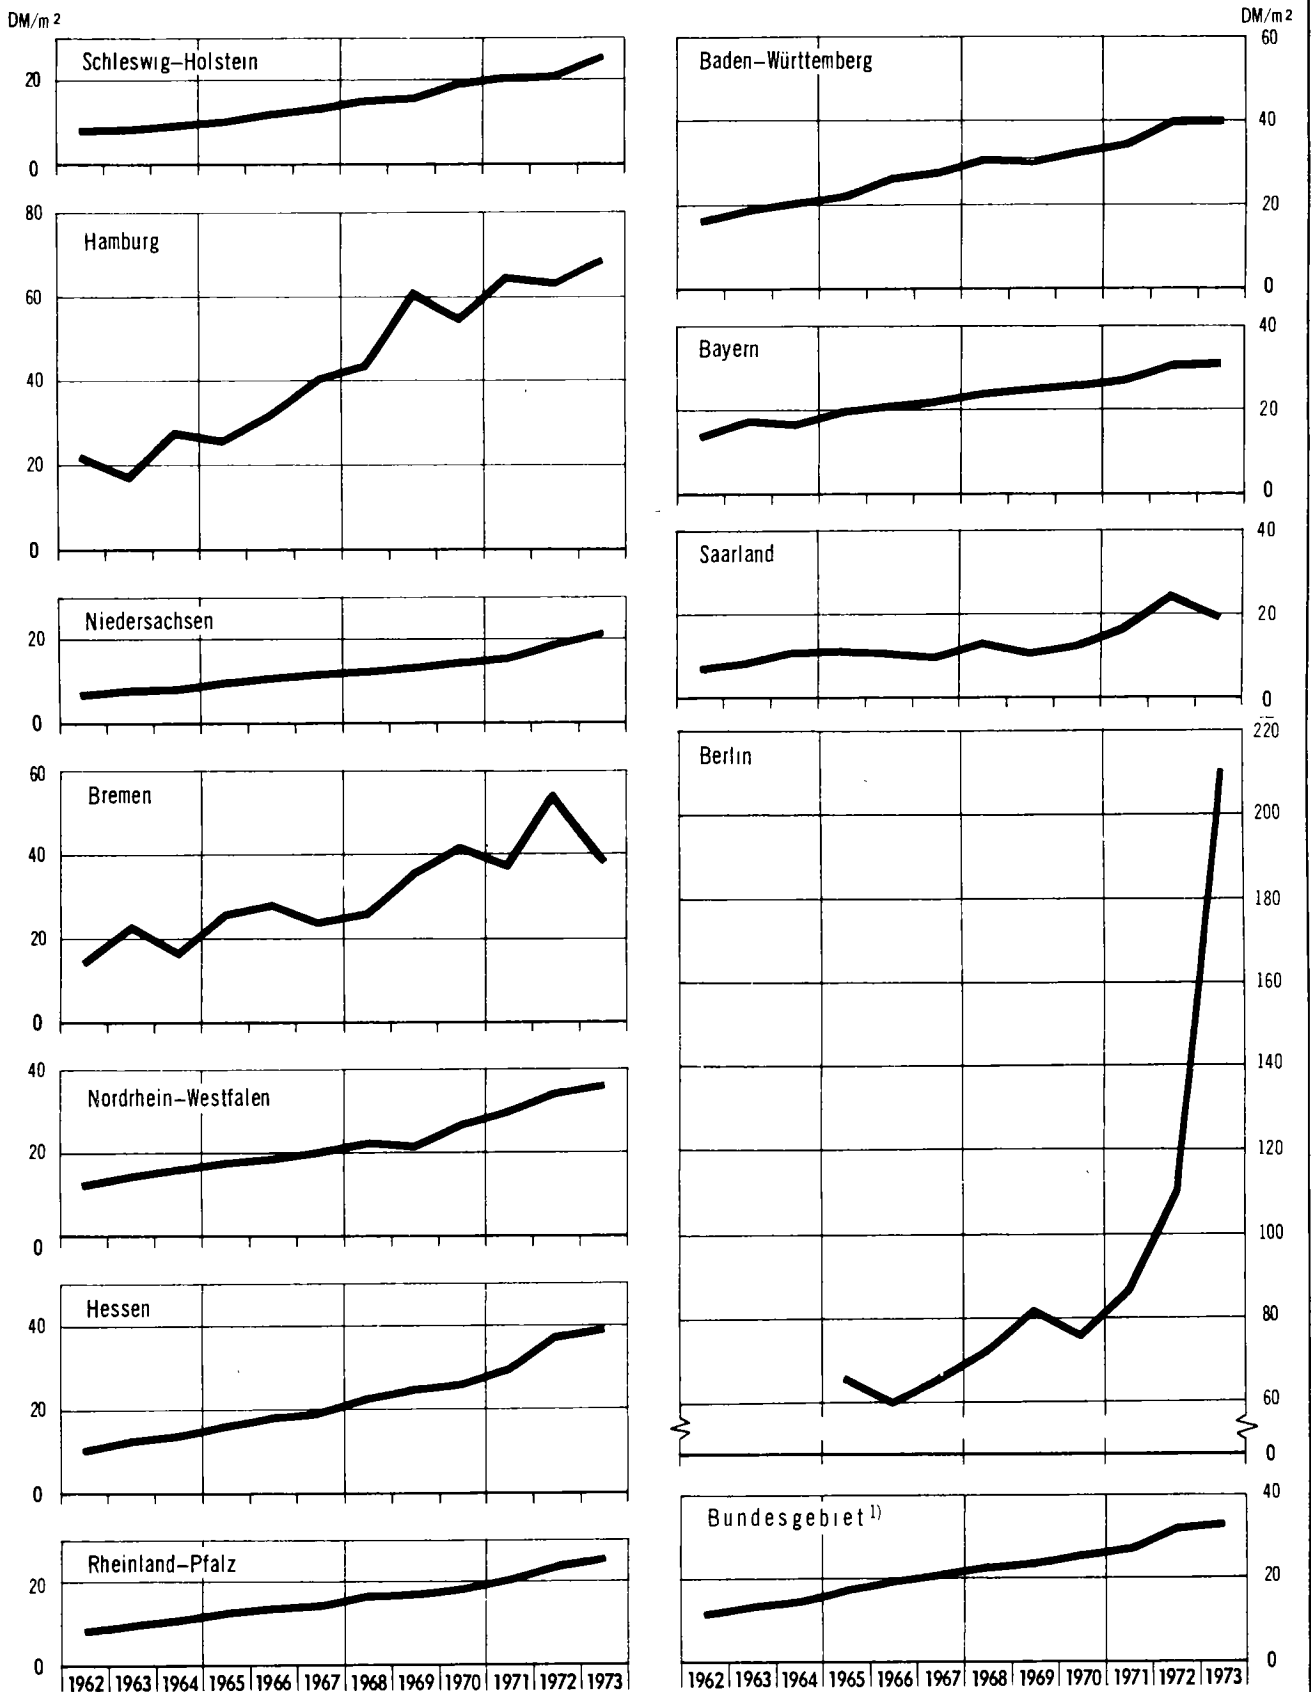 DM/m²
Schleswig-Holstein
20
0
80
Hamburg
60
40
20
0
Niedersachsen
20
0
60
Bremen
40
20
0
40
Nordrhein-Westfalen
20
0
Hessen
40
20
0
Rheinland-Pfalz
20
0
1962 1963 1964 1965 1966 1967 1968 1969 1970 1971 1972 1973
DM/m²
60
Baden-Württemberg
40
20
0
40
Bayern
20
0
40
Saarland
20
0
220
Berlin
200
180
160
140
120
100
80
60
0
40
Bundesgebiet 1)
20
0
1962 1963 1964 1965 1966 1967 1968 1969 1970 1971 1972 1973